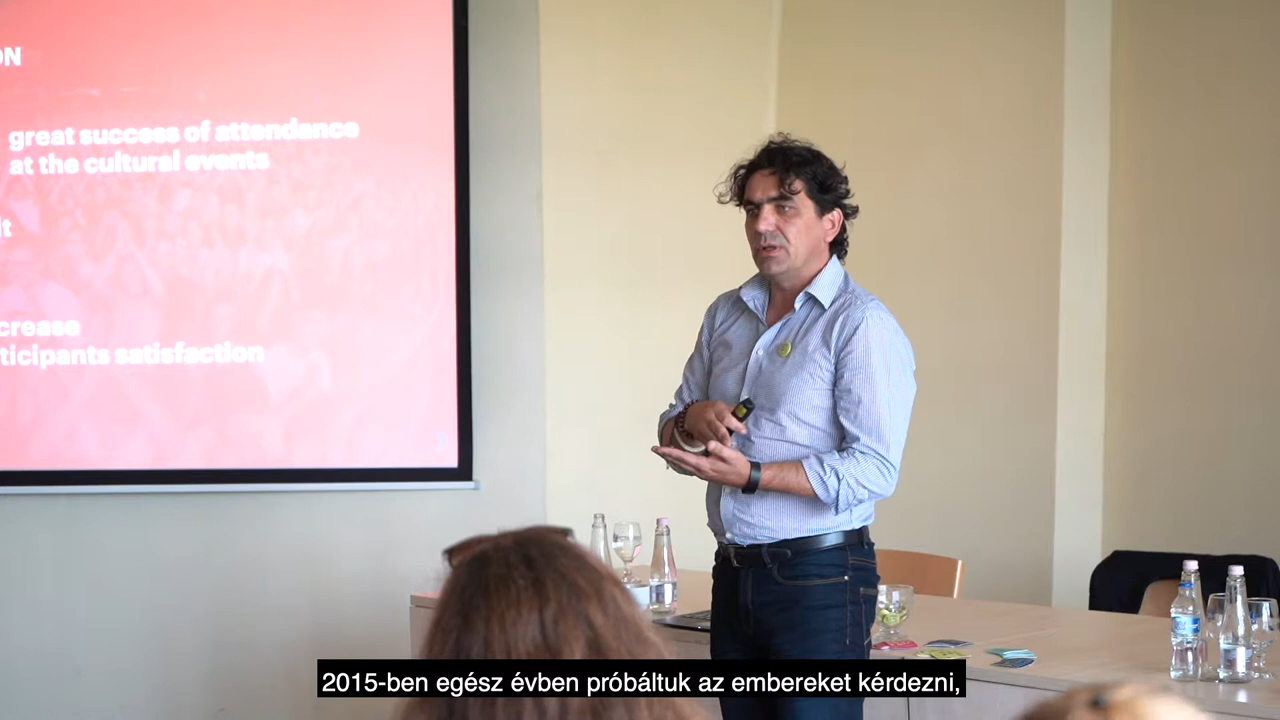 ON
great success of attendance
at the cultural events
lt
crease
ticipants satisfaction
2015-ben egész évben próbáltuk az embereket kérdezni,